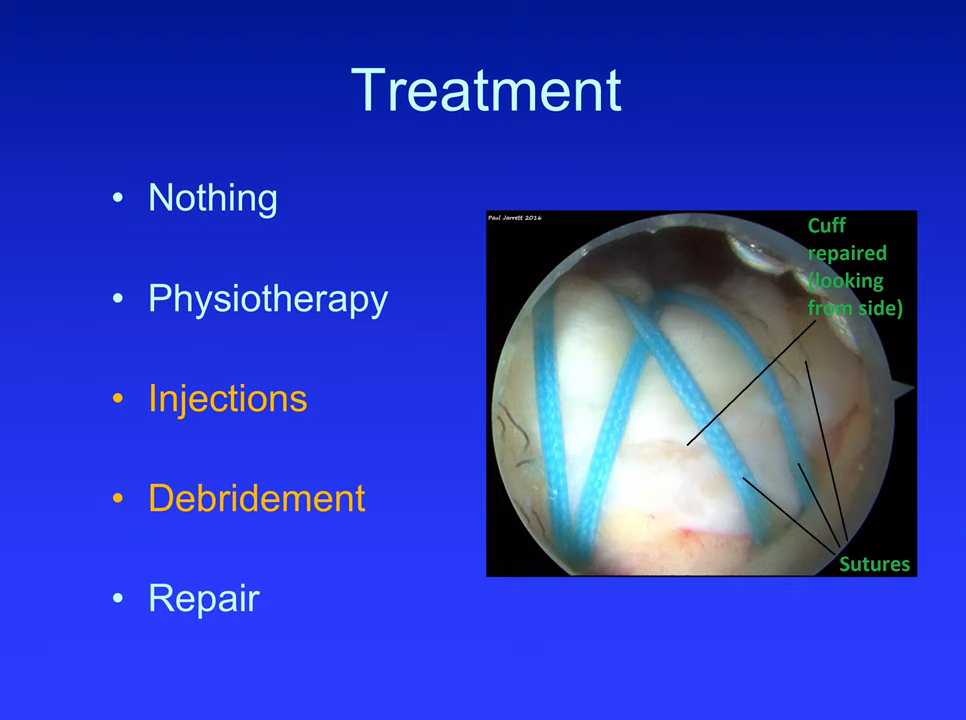 Treatment
• Nothing
• Physiotherapy
• Injections
• Debridement
• Repair
Paul Jarrett 2016
Cuff
repaired
(looking
from side)
Sutures